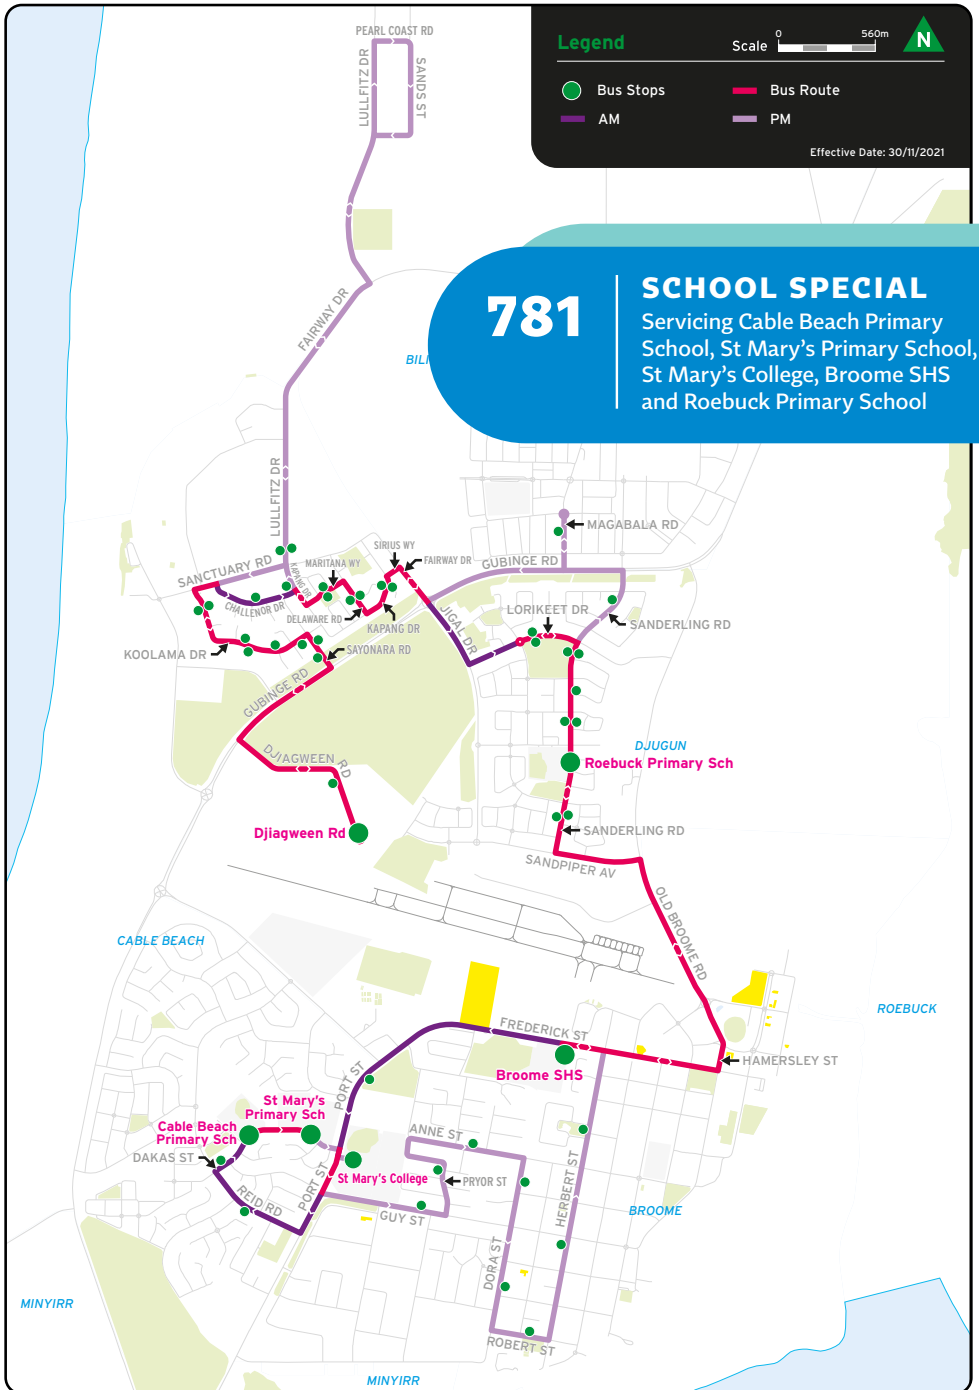 PEARL COAST RD
LULLFITZ DR
SANDS ST
Legend
Scale
0
560m
N
Bus Stops
Bus Route
AM
PM
Effective Date: 30/11/2021
781
SCHOOL SPECIAL
Servicing Cable Beach Primary
School, St Mary's Primary School,
St Mary's College, Broome SHS
and Roebuck Primary School
FAIRWAY DR
BILI
LULLFITZ DR
MAGABALA RD
SIRIUS WY
FAIRWAY DR
GUBINGE RD
SANCTUARY RD
KAPANG DR
MARITANA WY
CHALLENOR DR
DELAWARE RD
KAPANG DR
JIGAL DR
LORIKEET DR
SANDERLING RD
KOOLAMA DR
SAYONARA RD
GUBINGE RD
DJIAGWEEN RD
DJUGUN
Roebuck Primary Sch
Djiagween Rd
SANDERLING RD
SANDPIPER AV
OLD BROOME RD
CABLE BEACH
ROEBUCK
FREDERICK ST
HAMERSLEY ST
Broome SHS
PORT ST
St Mary's
Primary Sch
Cable Beach
Primary Sch
DAKAS ST
ANNE ST
St Mary's College
PRYOR ST
REID RD
PORT ST
GUY ST
HERBERT ST
BROOME
DORA ST
MINYIRR
ROBERT ST
MINYIRR